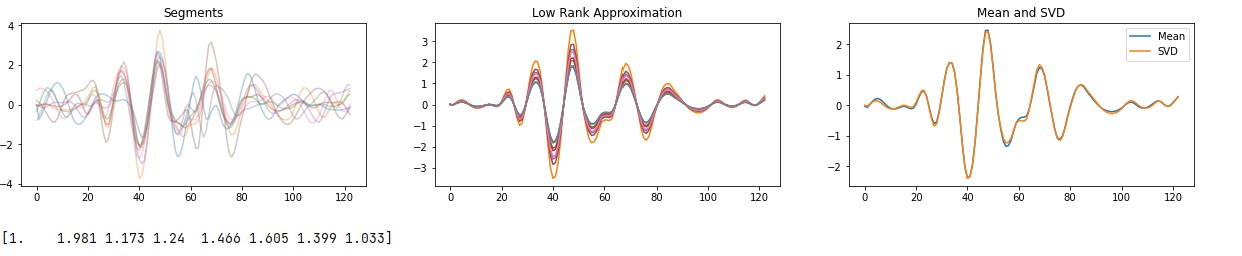 Segments
4
2
0
−2
−4
0 20 40 60 80 100 120
Low Rank Approximation
3
2
1
0
−1
−2
−3
0 20 40 60 80 100 120
Mean and SVD
Mean
SVD
2
1
0
−1
−2
0 20 40 60 80 100 120
[1. 1.981 1.173 1.24 1.466 1.605 1.399 1.033]